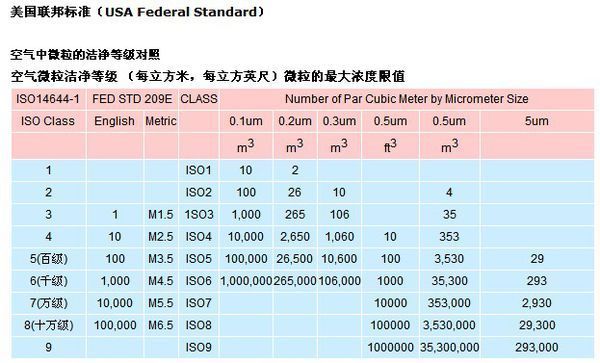 美国联邦标准（USA Federal Standard）
空气中微粒的洁净等级对照
空气微粒洁净等级 （每立方米，每立方英尺）微粒的最大浓度限值
ISO14644-1 FED STD 209E CLASS Number of Par Cubic Meter by Micrometer Size
ISO Class English Metric 0.1um 0.2um 0.3um 0.5um 0.5um 5um
m3 m3 m3 ft3 m3
1 ISO1 10 2
2 ISO2 100 26 10 4
3 1 M1.5 1SO3 1,000 265 106 35
4 10 M2.5 ISO4 10,000 2,650 1,060 10 353
5(百级) 100 M3.5 ISO5 100,000 26,500 10,600 100 3,530 29
6(千级) 1,000 M4.5 ISO6 1,000,000 265,000 106,000 1000 35,300 293
7(万级) 10,000 M5.5 ISO7 10000 353,000 2,930
8(十万级) 100,000 M6.5 ISO8 100000 3,530,000 29,300
9 ISO9 1000000 35,300,000 293,000